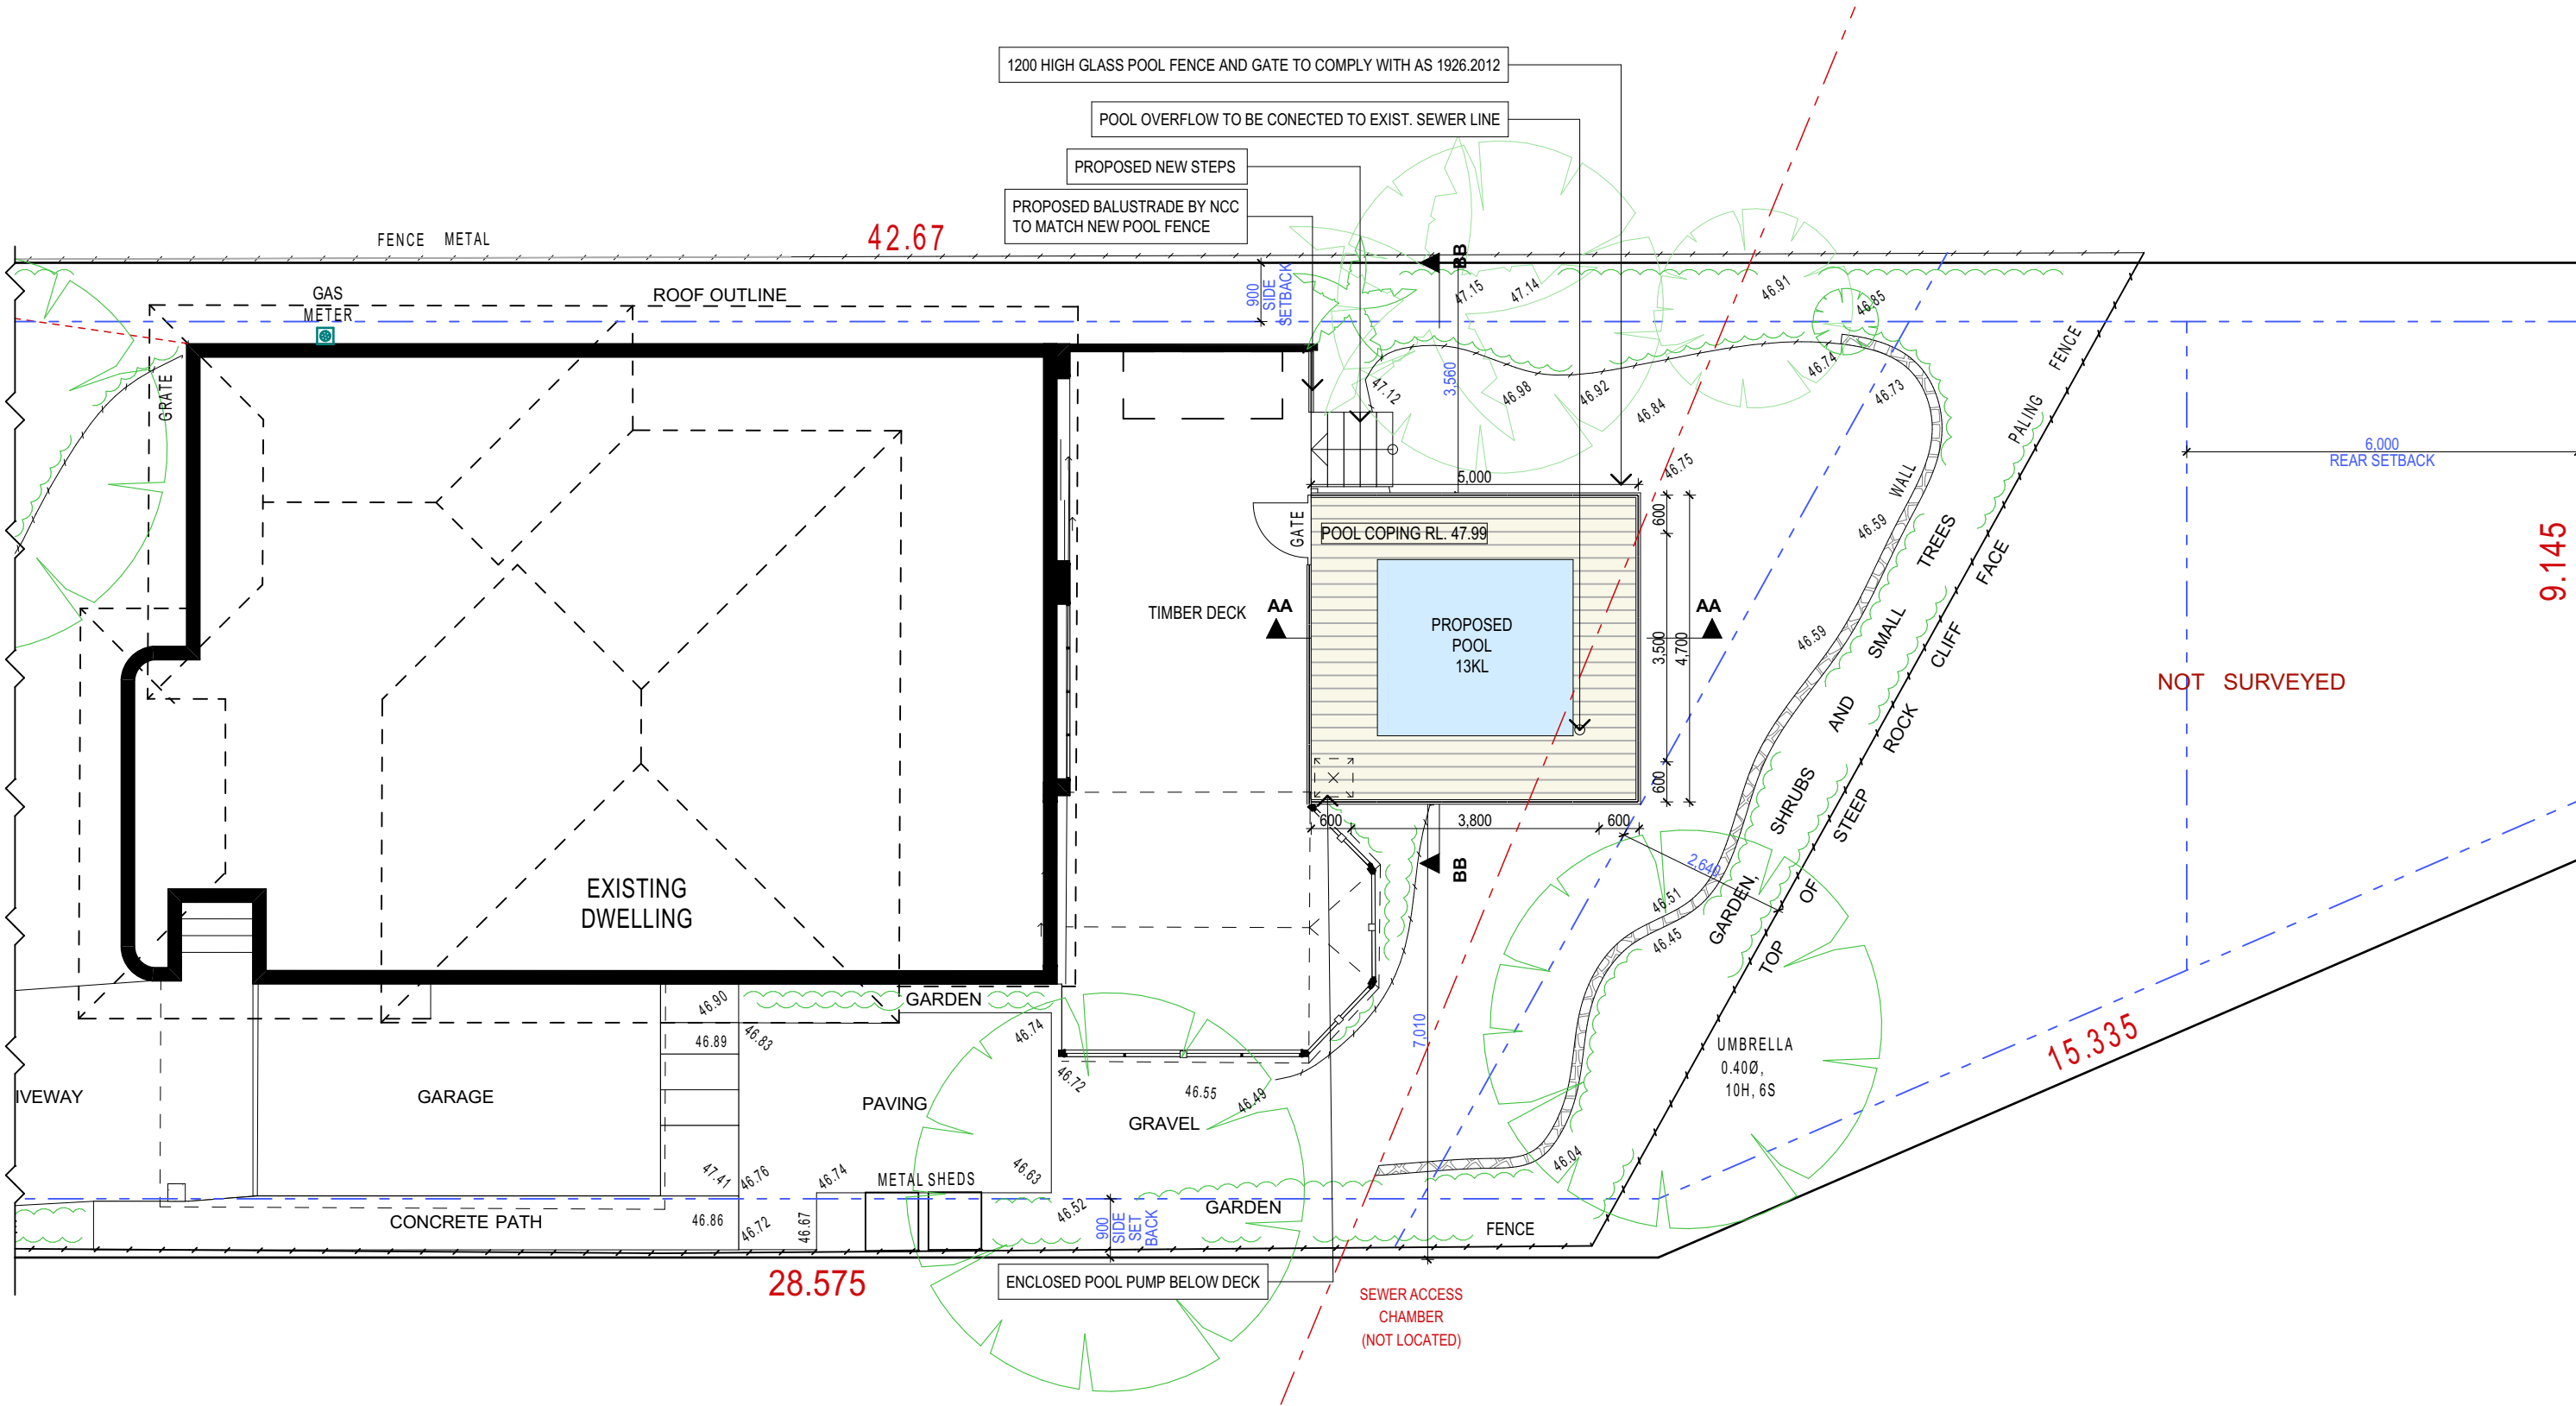 1200 HIGH GLASS POOL FENCE AND GATE TO COMPLY WITH AS 1926.2012
POOL OVERFLOW TO BE CONECTED TO EXIST. SEWER LINE
PROPOSED NEW STEPS
PROPOSED BALUSTRADE BY NCC
TO MATCH NEW POOL FENCE
FENCE METAL
42.67
BB
900
SIDE
SETBACK
GAS
METER
ROOF OUTLINE
47.15
47.14
46.91
46.85
GRATE
3,560
47.12
46.98
46.92
46.84
46.74
46.73
FENCE
PALING
6,000
REAR SETBACK
46.75
5,000
WALL
600
GATE
POOL COPING RL. 47.99
46.59
TREES
FACE
9.145
TIMBER DECK
AA
AA
PROPOSED
POOL
13KL
3,500
4,700
46.59
SMALL
CLIFF
NOT SURVEYED
AND
ROCK
600
SHRUBS
STEEP
600
3,800
600
BB
2,640
GARDEN,
OF
EXISTING
DWELLING
46.51
46.45
TOP
46.90
GARDEN
46.89
46.83
46.74
7,010
UMBRELLA
0.40Ø,
10H, 6S
15.335
46.72
46.55
46.49
IVEWAY
GARAGE
PAVING
GRAVEL
46.04
47.41
46.76
46.74
METAL SHEDS
46.63
CONCRETE PATH
46.86
46.72
46.67
46.52
900
SIDE
SET
BACK
GARDEN
FENCE
28.575
ENCLOSED POOL PUMP BELOW DECK
SEWER ACCESS
CHAMBER
(NOT LOCATED)